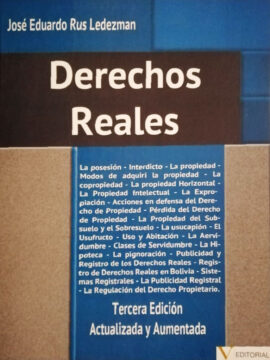 José Eduardo Rus Ledezman
Derechos
Reales
La posesión - Interdicto - La propiedad -
Modos de adquirí la propiedad - La
copropiedad - La propiedad Horizontal -
La Propiedad Intelectual - La Expro-
piación - Acciones en defensa del Dere-
cho de Propiedad - Pérdida del Derecho
de Propiedad - La Propiedad del Sub-
suelo y el Sobresuelo - La usucapión - El
Usufructo - Uso y Abitación - La Aervi-
dumbre - Clases de Servidumbre - La Hi-
poteca - La pignoración - Publicidad y
Registro de los Derechos Reales - Regis-
tro de Derechos Reales en Bolivia - Siste-
mas Registrales - La Publicidad Registral
- La Regulación del Derecho Propietario.
Tercera Edición
Actualizada y Aumentada
V
EDITORIAL